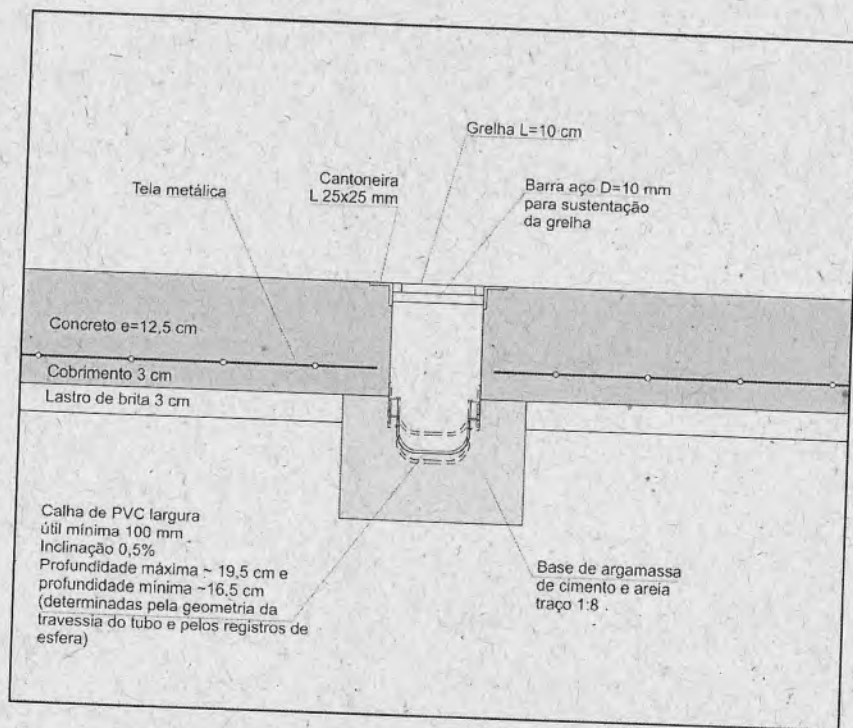 Grelha L=10 cm
Cantoneira
L 25x25 mm
Tela metálica
Barra aço D=10 mm
para sustentação
da grelha
Concreto e=12,5 cm
Cobrimento 3 cm
Lastro de brita 3 cm
Calha de PVC largura
útil mínima 100 mm
Inclinação 0,5%
Profundidade máxima ~ 19,5 cm e
profundidade mínima ~16,5 cm
(determinadas pela geometria da
travessia do tubo e pelos registros de
esfera)
Base de argamassa
de cimento e areia
traço 1:8